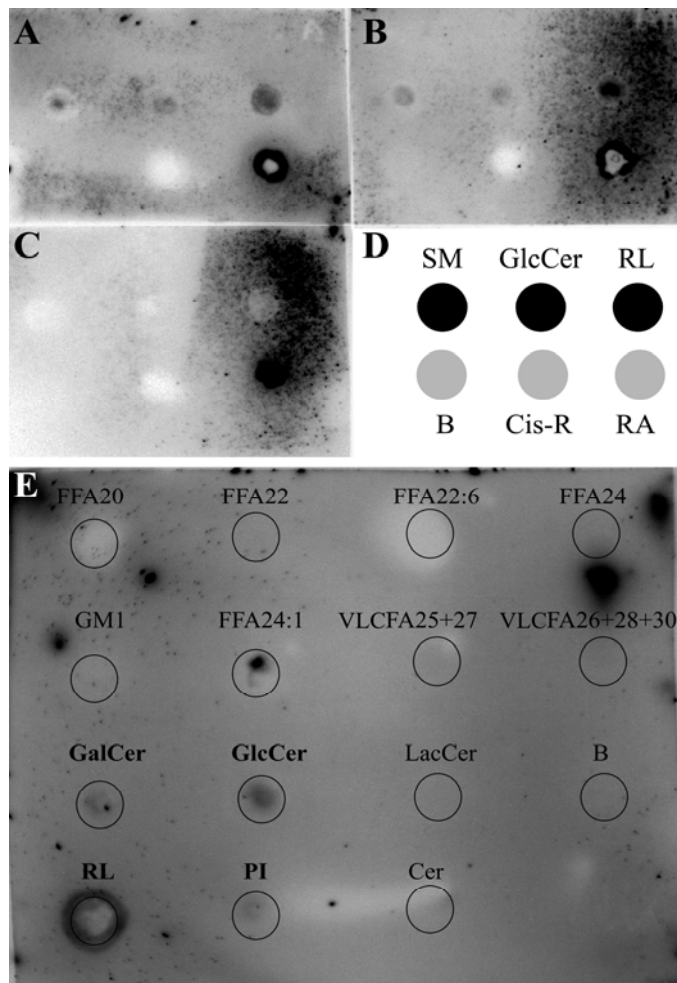 A
B
C
D
SM GlcCer RL
B Cis-R RA
E
FFA20 FFA22 FFA22:6 FFA24
GM1 FFA24:1 VLCFA25+27 VLCFA26+28+30
GalCer GlcCer LacCer B
RL PI Cer